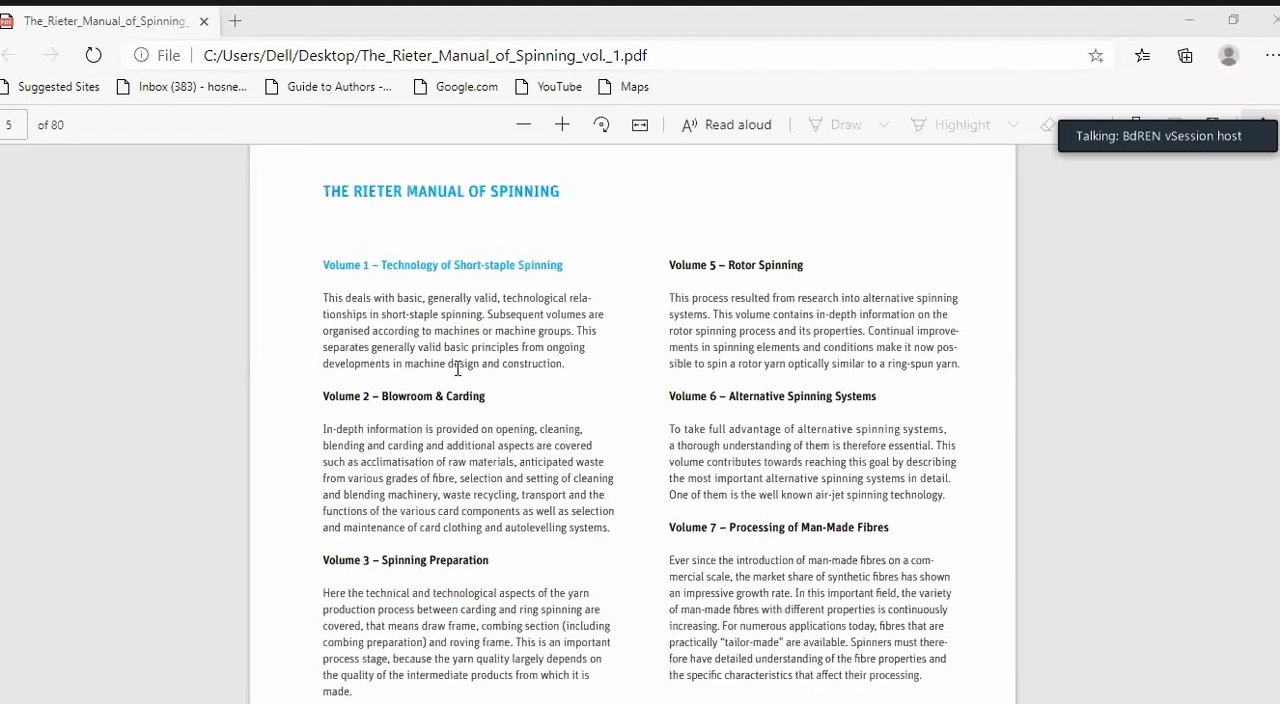 The_Rieter_Manual_of_Spinning_
File
C:/Users/Dell/Desktop/The_Rieter_Manual_of_Spinning_vol._1.pdf
Suggested Sites
Inbox (383) - hosne...
Guide to Authors -...
Google.com
YouTube
Maps
5 of 80
Read aloud
Draw
Highlight
Talking: BdREN vSession host
THE RIETER MANUAL OF SPINNING
Volume 1 – Technology of Short-staple Spinning
This deals with basic, generally valid, technological rela-
tionships in short-staple spinning. Subsequent volumes are
organised according to machines or machine groups. This
separates generally valid basic principles from ongoing
developments in machine design and construction.
Volume 2 – Blowroom & Carding
In-depth information is provided on opening, cleaning,
blending and carding and additional aspects are covered
such as acclimatisation of raw materials, anticipated waste
from various grades of fibre, selection and setting of cleaning
and blending machinery, waste recycling, transport and the
functions of the various card components as well as selection
and maintenance of card clothing and autolevelling systems.
Volume 3 – Spinning Preparation
Here the technical and technological aspects of the yarn
production process between carding and ring spinning are
covered, that means draw frame, combing section (including
combing preparation) and roving frame. This is an important
process stage, because the yarn quality largely depends on
the quality of the intermediate products from which it is
made.
Volume 5 – Rotor Spinning
This process resulted from research into alternative spinning
systems. This volume contains in-depth information on the
rotor spinning process and its properties. Continual improve-
ments in spinning elements and conditions make it now pos-
sible to spin a rotor yarn optically similar to a ring-spun yarn.
Volume 6 – Alternative Spinning Systems
To take full advantage of alternative spinning systems,
a thorough understanding of them is therefore essential. This
volume contributes towards reaching this goal by describing
the most important alternative spinning systems in detail.
One of them is the well known air-jet spinning technology.
Volume 7 – Processing of Man-Made Fibres
Ever since the introduction of man-made fibres on a com-
mercial scale, the market share of synthetic fibres has shown
an impressive growth rate. In this important field, the variety
of man-made fibres with different properties is continuously
increasing. For numerous applications today, fibres that are
practically “tailor-made” are available. Spinners must there-
fore have detailed understanding of the fibre properties and
the specific characteristics that affect their processing.